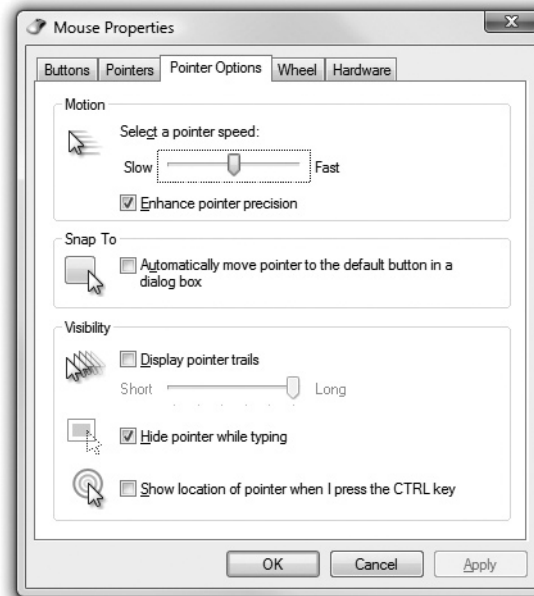 Mouse Properties
Buttons Pointers Pointer Options Wheel Hardware
Motion
Select a pointer speed:
Slow Fast
Enhance pointer precision
Snap To
Automatically move pointer to the default button in a
dialog box
Visibility
Display pointer trails
Short Long
Hide pointer while typing
Show location of pointer when I press the CTRL key
OK Cancel Apply